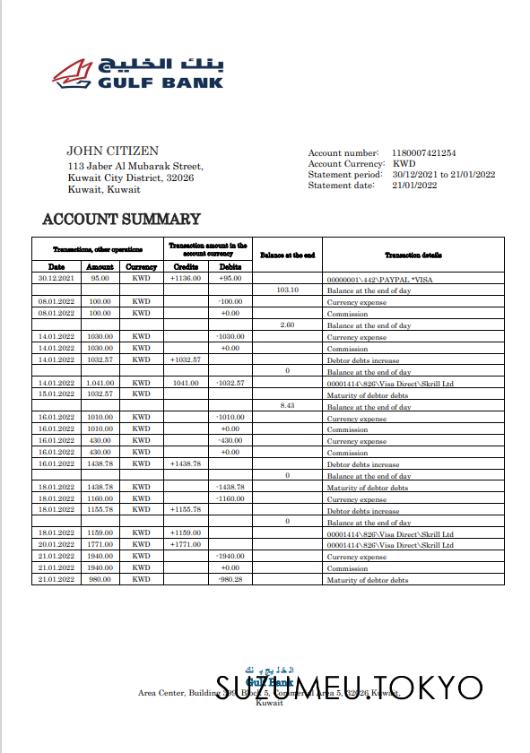 بنك الخليج
GULF BANK
JOHN CITIZEN
113 Jaber Al Mubarak Street,
Kuwait City District, 32026
Kuwait, Kuwait
Account number: 1180007421254
Account Currency: KWD
Statement period: 30/12/2021 to 21/01/2022
Statement date: 21/01/2022
ACCOUNT SUMMARY
Transactions, other operations Transaction amount in the account currency Balance at the end Transaction details
Date Amount Currency Credits Debits
30.12.2021 95.00 KWD +1136.00 +95.00 00000001\442\PAYPAL *VISA
103.10 Balance at the end of day
08.01.2022 100.00 KWD -100.00 Currency expense
08.01.2022 100.00 KWD +0.00 Commission
2.60 Balance at the end of day
14.01.2022 1030.00 KWD -1030.00 Currency expense
14.01.2022 1030.00 KWD +0.00 Commission
14.01.2022 1032.57 KWD +1032.57 Debtor debts increase
0 Balance at the end of day
14.01.2022 1.041.00 KWD 1041.00 -1032.57 00001414\826\Visa Direct\Skrill Ltd
15.01.2022 1032.57 KWD Maturity of debtor debts
8.43 Balance at the end of day
16.01.2022 1010.00 KWD -1010.00 Currency expense
16.01.2022 1010.00 KWD +0.00 Commission
16.01.2022 430.00 KWD -430.00 Currency expense
16.01.2022 430.00 KWD +0.00 Commission
16.01.2022 1438.78 KWD +1438.78 Debtor debts increase
0 Balance at the end of day
18.01.2022 1438.78 KWD -1438.78 Maturity of debtor debts
18.01.2022 1160.00 KWD -1160.00 Currency expense
18.01.2022 1155.78 KWD +1155.78 Debtor debts increase
0 Balance at the end of day
18.01.2022 1159.00 KWD +1159.00 00001414\826\Visa Direct\Skrill Ltd
20.01.2022 1771.00 KWD +1771.00 00001414\826\Visa Direct\Skrill Ltd
21.01.2022 1940.00 KWD -1940.00 Currency expense
21.01.2022 1940.00 KWD +0.00 Commission
21.01.2022 980.00 KWD -980.28 Maturity of debtor debts
Gulf Bank
SUZUMEU.TOKYO
Area Center, Building Block 5, Area 5, 32026 Kuwait,
Kuwait